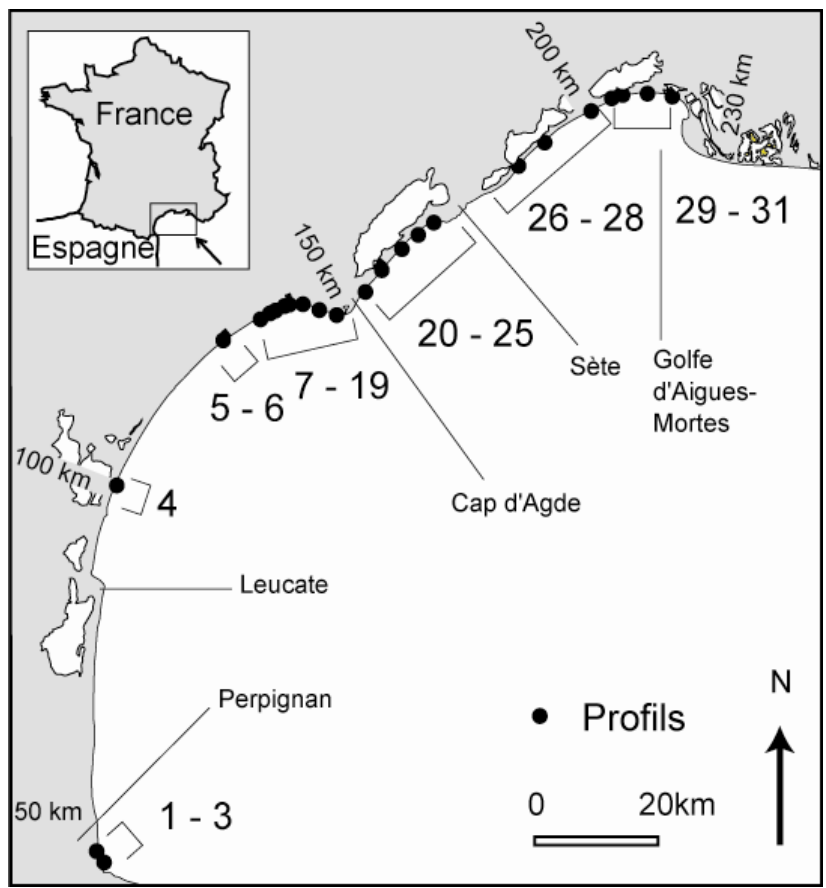 France
Espagne
200 km
230 km
26 - 28
29 - 31
150 km
20 - 25
Sète
Golfe
d'Aigues-
Mortes
7 - 19
5 - 6
100 km
4
Cap d'Agde
Leucate
Perpignan
N
Profils
50 km
1 - 3
0
20km